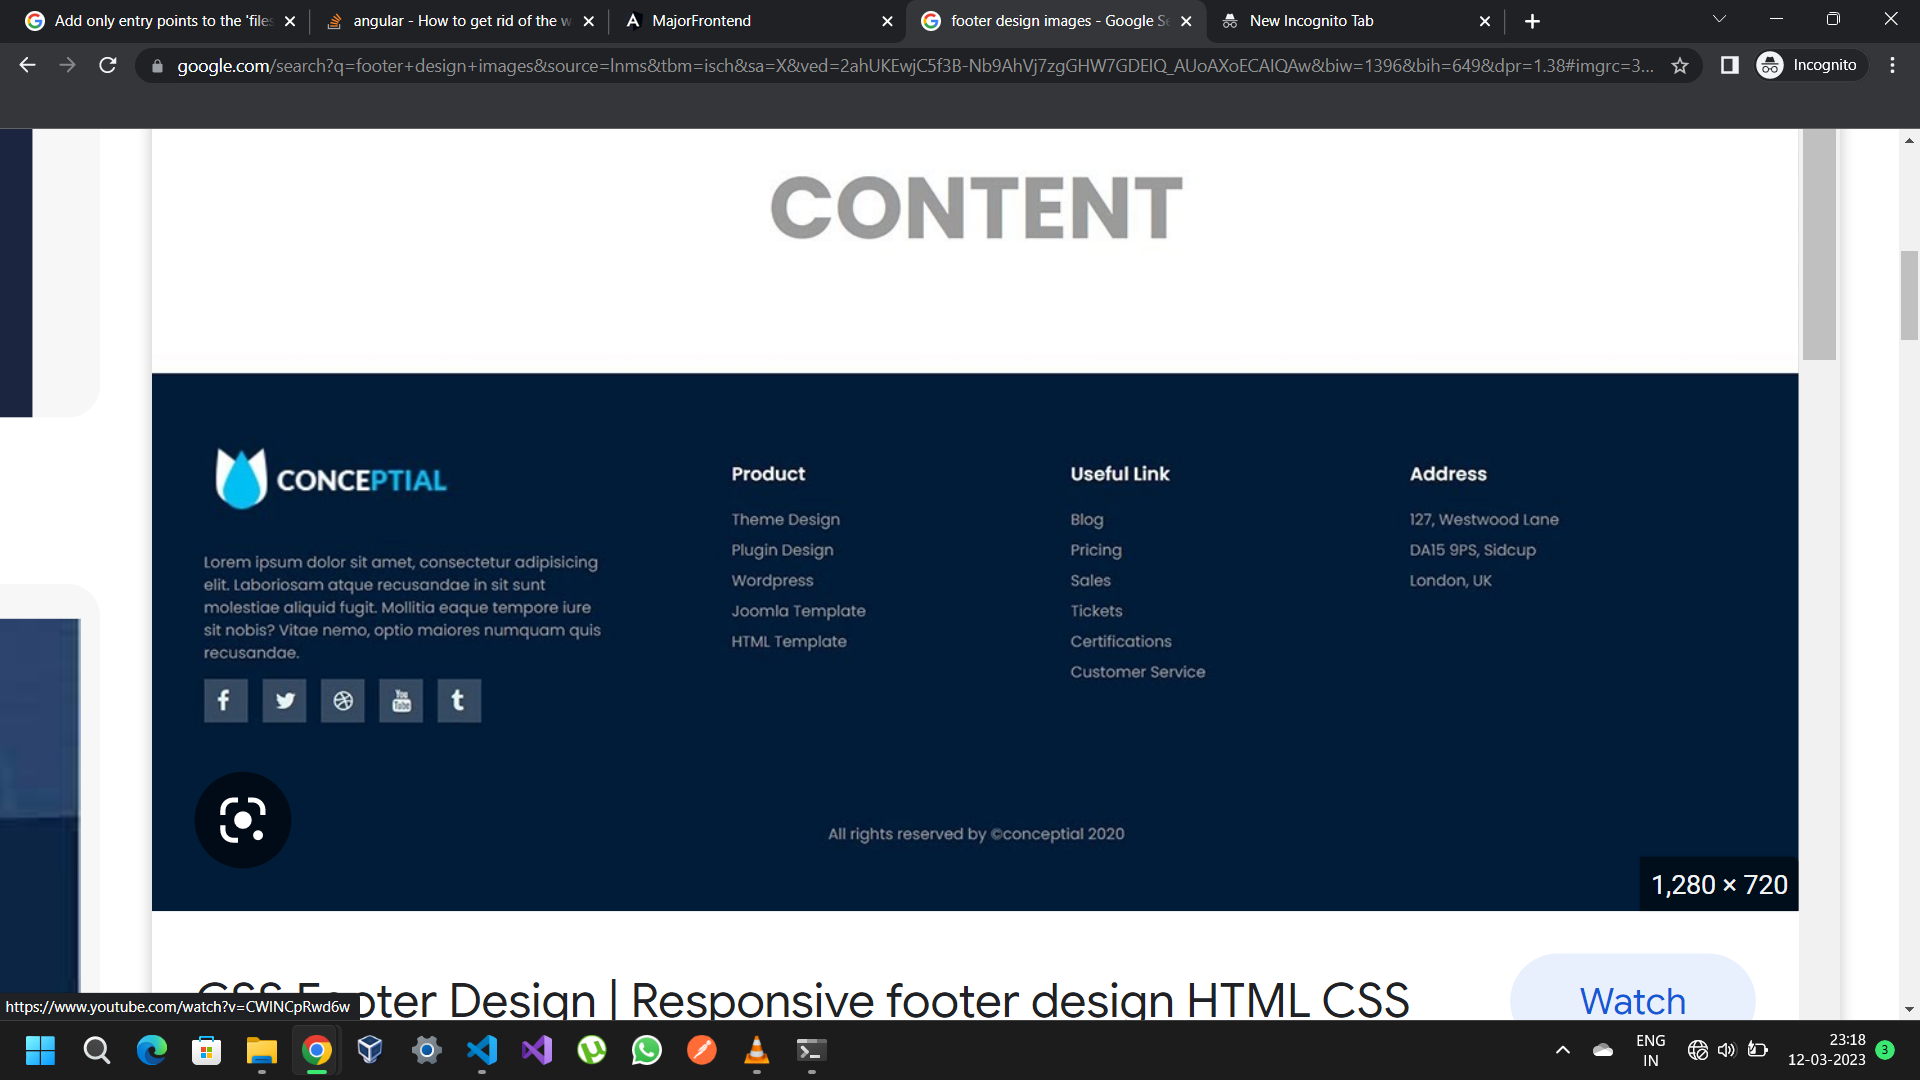 Add only entry points to the 'files
angular - How to get rid of the w
MajorFrontend
footer design images - Google Se
New Incognito Tab
google.com/search?q=footer+design+images&source=lnms&tbm=isch&sa=X&ved=2ahUKEwjC5f3B-Nb9AhVj7zgGHW7GDEIQ_AUoAXoECAIQAw&biw=1396&bih=649&dpr=1.38#imgrc=3...
Incognito
CONTENT
CONCEPTIAL
Lorem ipsum dolor sit amet, consectetur adipisicing
elit. Laboriosam atque recusandae in sit sunt
molestiae aliquid fugit. Mollitia eaque tempore iure
sit nobis? Vitae nemo, optio maiores numquam quis
recusandae.
You
Tube
Product
Theme Design
Plugin Design
Wordpress
Joomla Template
HTML Template
Useful Link
Blog
Pricing
Sales
Tickets
Certifications
Customer Service
Address
127, Westwood Lane
DA15 9PS, Sidcup
London, UK
All rights reserved by ©conceptial 2020
1,280 × 720
CSS Footer Design | Responsive footer design HTML CSS
Watch
https://www.youtube.com/watch?v=CWINCpRwd6w
ENG
IN
23:18
12-03-2023
3